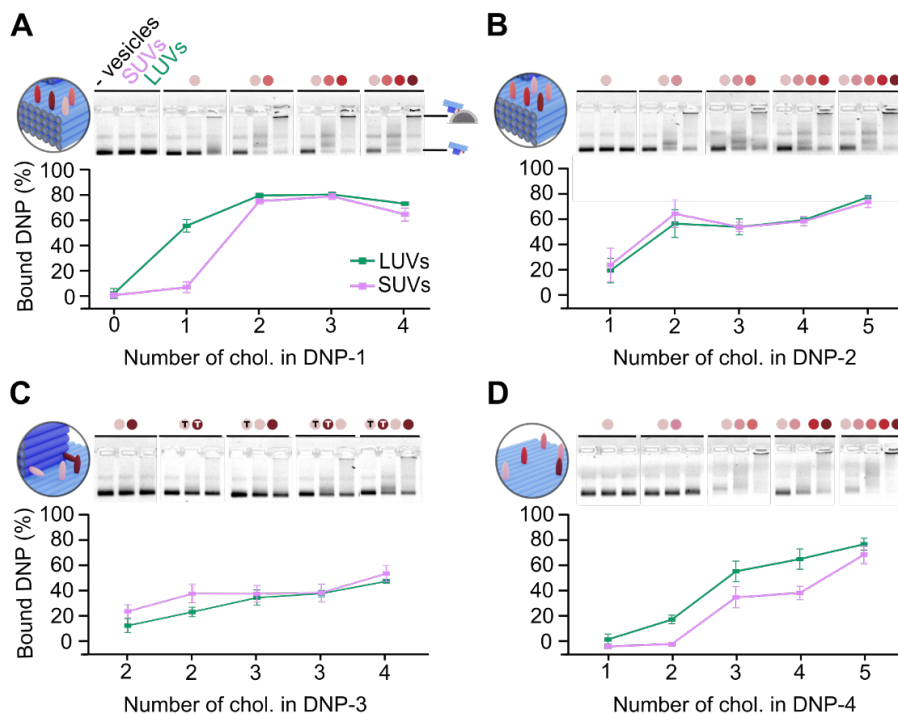 A
- vesicles
SUVs
LUVs
Bound DNP (%)
80
60
40
20
0
LUVs
SUVs
0 1 2 3 4
Number of chol. in DNP-1
B
80
60
40
20
0
1 2 3 4 5
Number of chol. in DNP-2
C
T T T T T T T
Bound DNP (%)
100
80
60
40
20
0
2 2 3 3 4
Number of chol. in DNP-3
D
100
80
60
40
20
0
1 2 3 4 5
Number of chol. in DNP-4